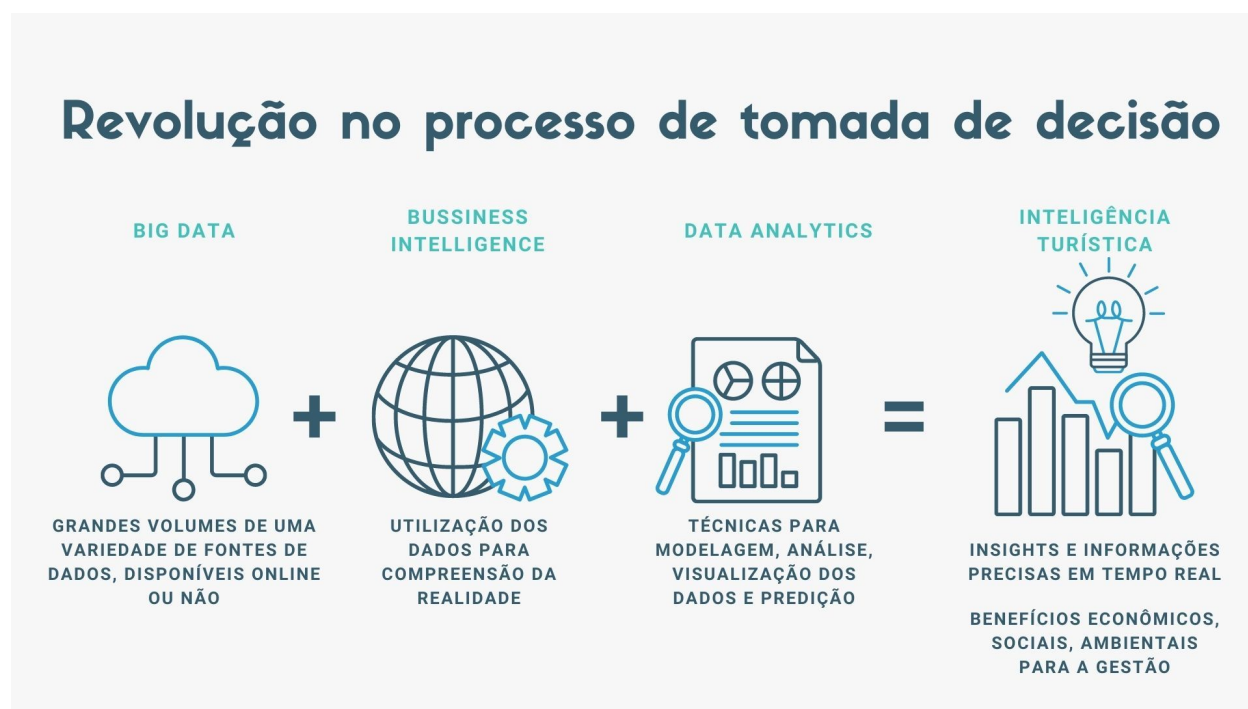 Revolução no processo de tomada de decisão
BIG DATA
GRANDES VOLUMES DE UMA
VARIEDADE DE FONTES DE
DADOS, DISPONÍVEIS ONLINE
OU NÃO
+
BUSSINESS
INTELLIGENCE
UTILIZAÇÃO DOS
DADOS PARA
COMPREENSÃO DA
REALIDADE
+
DATA ANALYTICS
TÉCNICAS PARA
MODELAGEM, ANÁLISE,
VISUALIZAÇÃO DOS
DADOS E PREDIÇÃO
=
INTELIGÊNCIA
TURÍSTICA
INSIGHTS E INFORMAÇÕES
PRECISAS EM TEMPO REAL
BENEFÍCIOS ECONÔMICOS,
SOCIAIS, AMBIENTAIS
PARA A GESTÃO